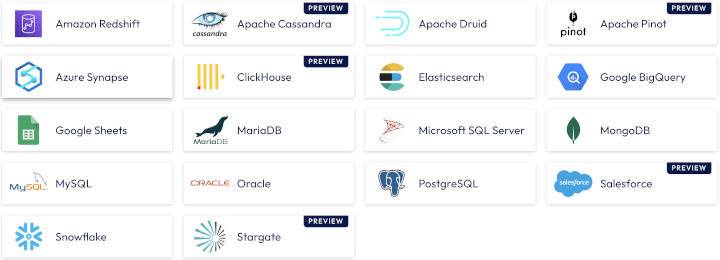 Amazon Redshift
PREVIEW
cassandra
Apache Cassandra
Apache Druid
PREVIEW
pinot
Apache Pinot
Azure Synapse
PREVIEW
ClickHouse
Elasticsearch
Google BigQuery
Google Sheets
MariaDB
MariaDB
Microsoft SQL Server
MongoDB
MySQL
MySQL
ORACLE
Oracle
PostgreSQL
PREVIEW
salesforce
Salesforce
Snowflake
PREVIEW
Stargate